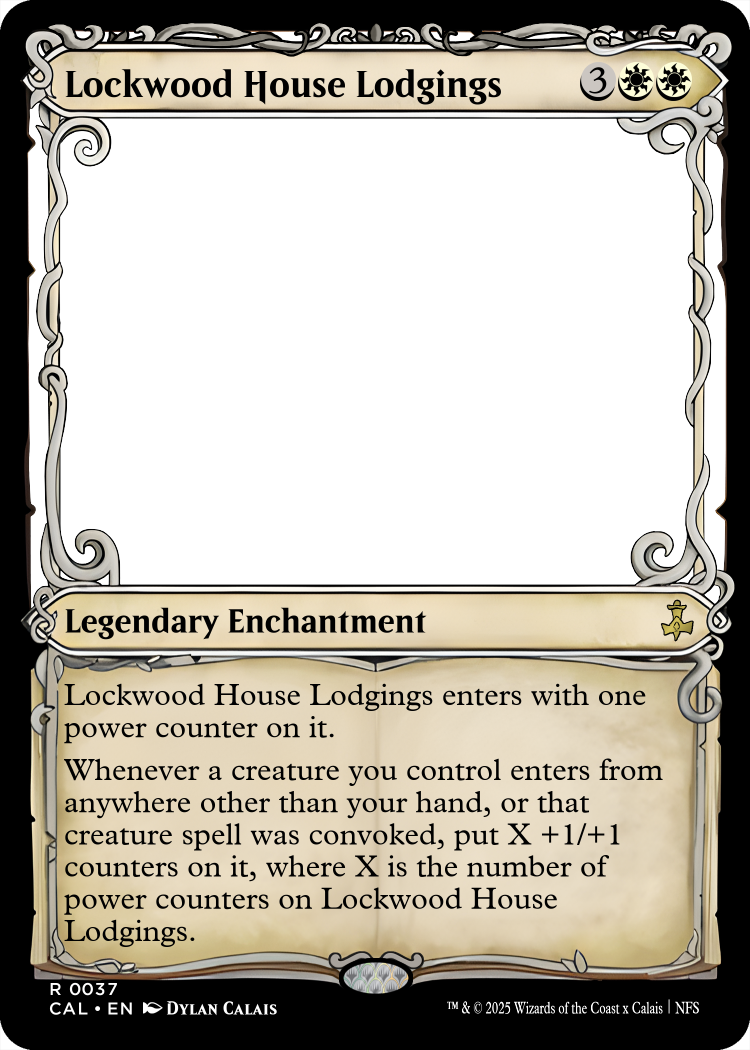 Lockwood House Lodgings 3
Legendary Enchantment
Lockwood House Lodgings enters with one
power counter on it.
Whenever a creature you control enters from
anywhere other than your hand, or that
creature spell was convoked, put X +1/+1
counters on it, where X is the number of
power counters on Lockwood House
Lodgings.
R 0037
CAL • EN DYLAN CALAIS
™ & © 2025 Wizards of the Coast x Calais | NFS